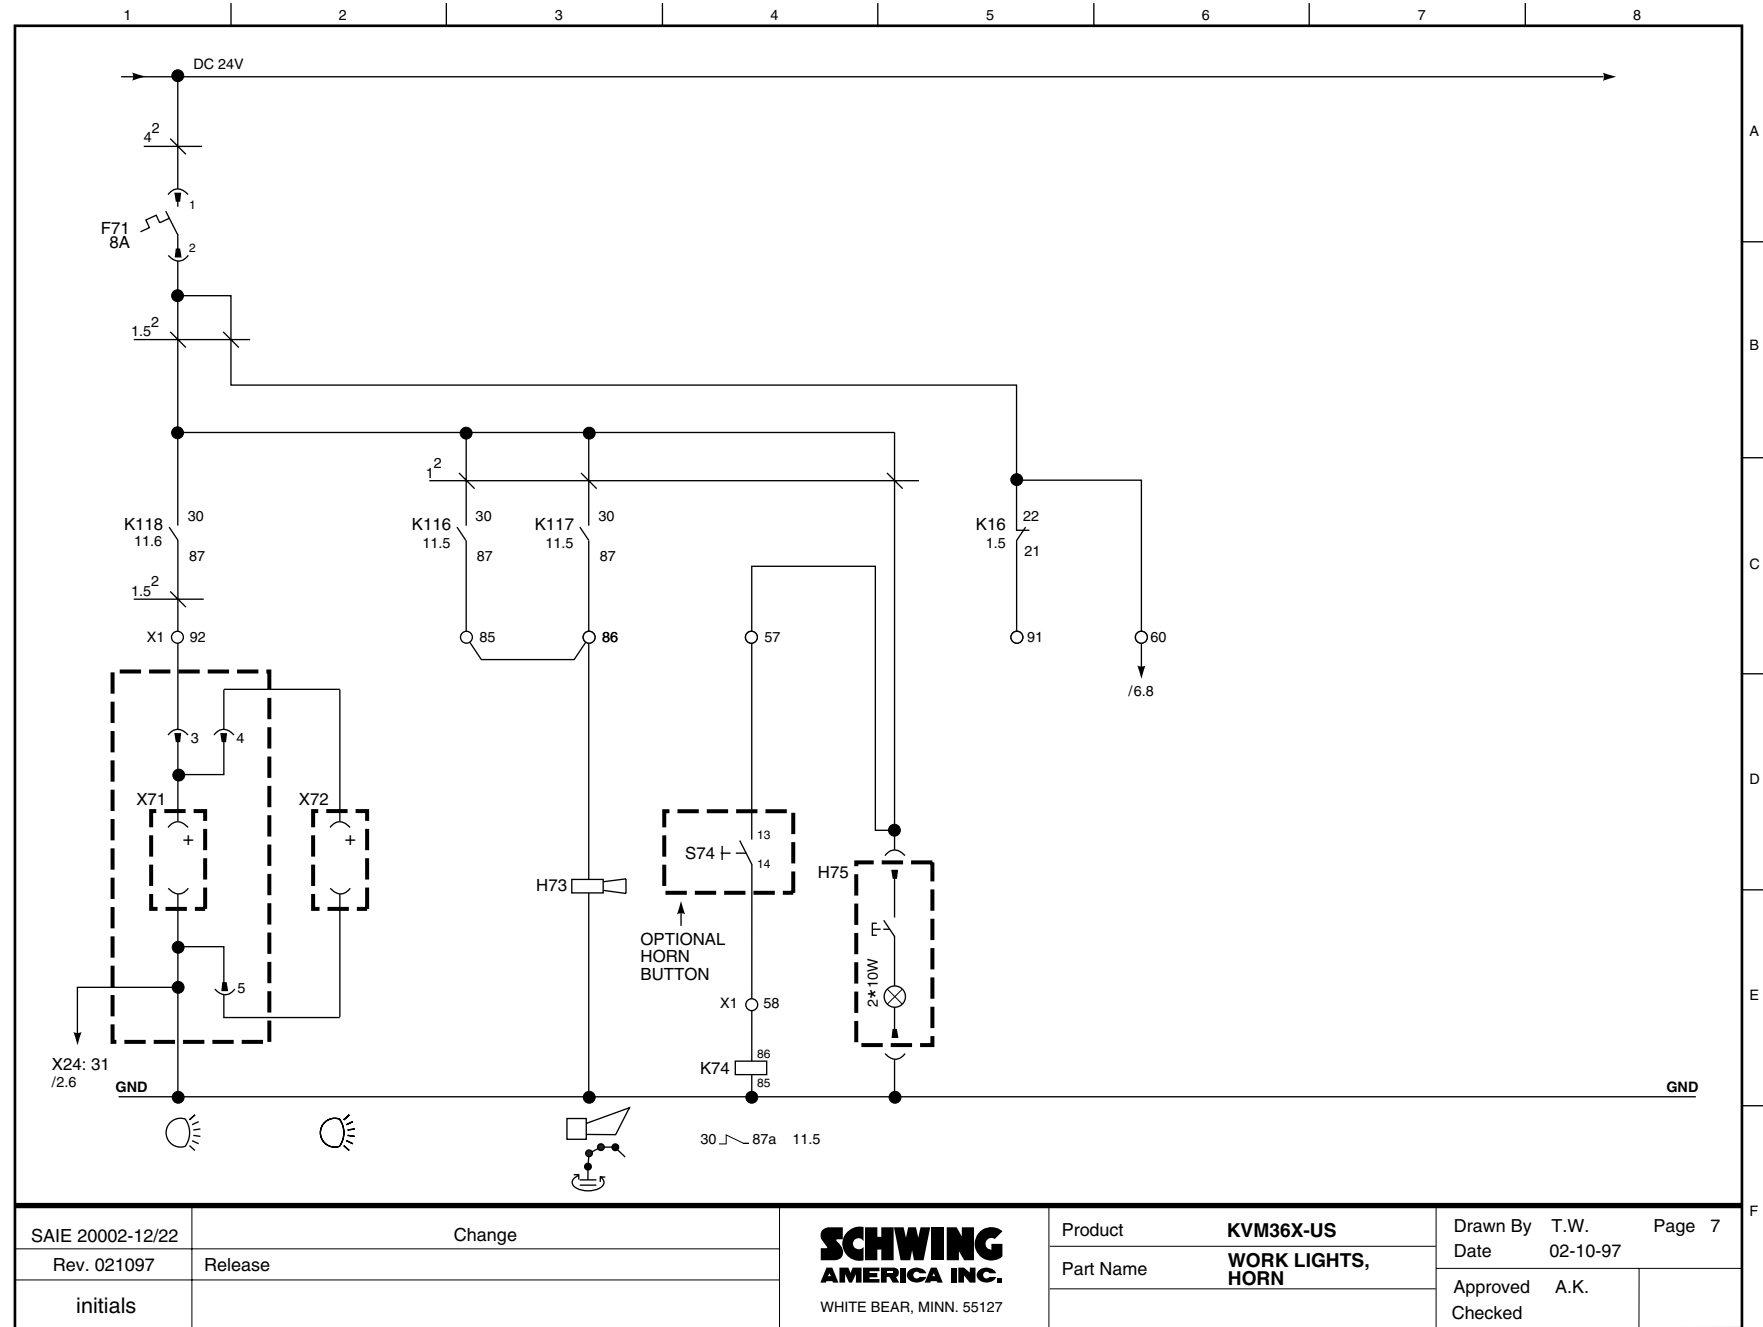 1 2 3 4 5 6 7 8
DC 24V
A
4²
1
F71
8A
2
1.5²
B
1²
K118 30
11.6
87
K116 30
11.5
87
K117 30
11.5
87
K16 22
1.5
21
C
1.5²
X1 92
85
86
57
91
60
/6.8
3
4
D
X71
+
X72
+
13
S74
14
H75
H73
OPTIONAL
HORN
BUTTON
2*10W
5
X1 58
E
X24: 31
/2.6
86
K74
85
GND
GND
30 87a 11.5
F
SAIE 20002-12/22
Change
Rev. 021097
Release
initials
SCHWING
AMERICA INC.
WHITE BEAR, MINN. 55127
Product KVM36X-US
Part Name WORK LIGHTS,
HORN
Drawn By T.W. Page 7
Date 02-10-97
Approved A.K.
Checked